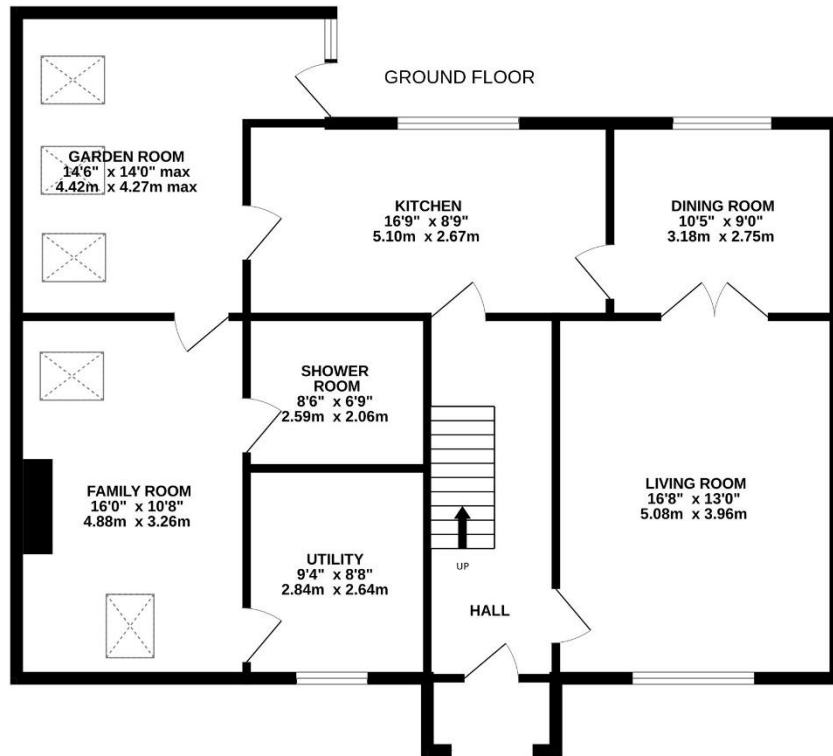 GROUND FLOOR
GARDEN ROOM
14'6" x 14'0" max
4.42m x 4.27m max
KITCHEN
16'9" x 8'9"
5.10m x 2.67m
DINING ROOM
10'5" x 9'0"
3.18m x 2.75m
SHOWER
ROOM
8'6" x 6'9"
2.59m x 2.06m
FAMILY ROOM
16'0" x 10'8"
4.88m x 3.26m
LIVING ROOM
16'8" x 13'0"
5.08m x 3.96m
UTILITY
9'4" x 8'8"
2.84m x 2.64m
UP
HALL